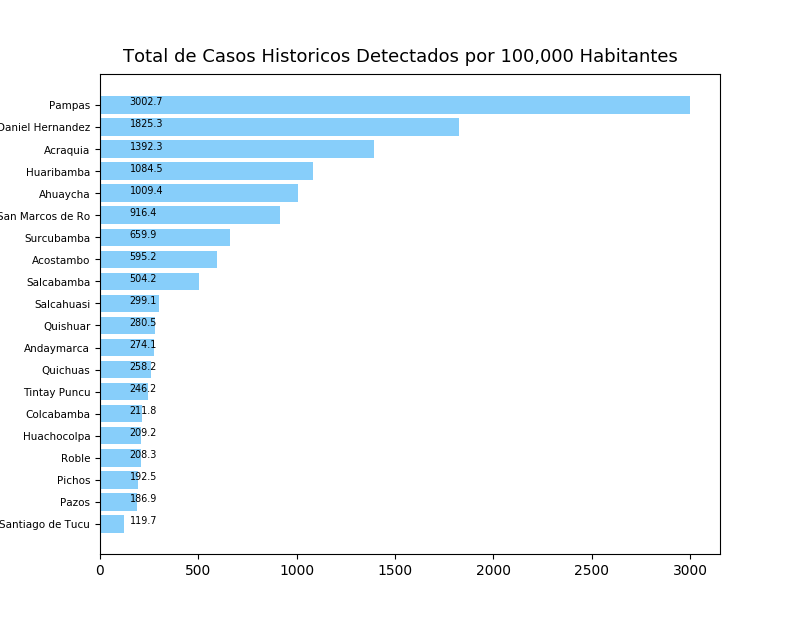 Total de Casos Historicos Detectados por 100,000 Habitantes
Pampas 3002.7
Daniel Hernandez 1825.3
Acraquia 1392.3
Huaribamba 1084.5
Ahuaycha 1009.4
San Marcos de Ro 916.4
Surcubamba 659.9
Acostambo 595.2
Salcabamba 504.2
Salcahuasi 299.1
Quishuar 280.5
Andaymarca 274.1
Quichuas 258.2
Tintay Puncu 246.2
Colcabamba 211.8
Huachocolpa 209.2
Roble 208.3
Pichos 192.5
Pazos 186.9
Santiago de Tucu 119.7
0 500 1000 1500 2000 2500 3000